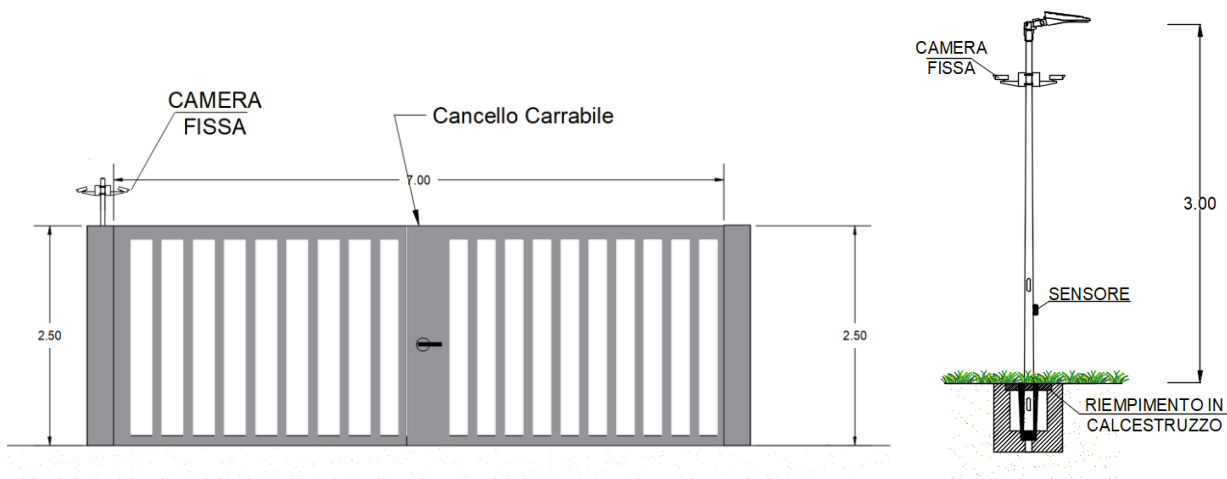 CAMERA
FISSA
Cancello Carrabile
7.00
2.50
2.50
CAMERA
FISSA
3.00
SENSORE
RIEMPIMENTO IN
CALCESTRUZZO